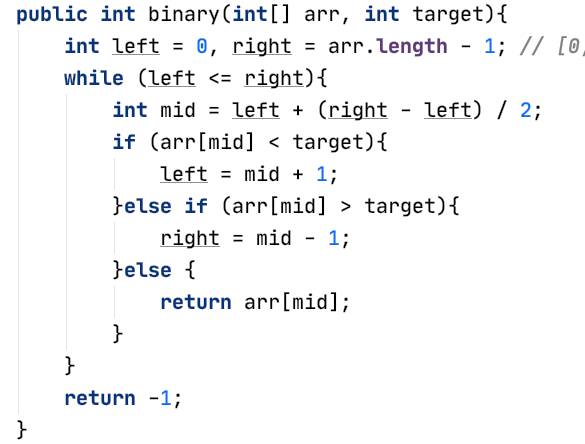 public int binary(int[] arr, int target){
int left = 0, right = arr.length - 1; // [0,
while (left <= right){
int mid = left + (right - left) / 2;
if (arr[mid] < target){
left = mid + 1;
}else if (arr[mid] > target){
right = mid - 1;
}else {
return arr[mid];
}
}
return -1;
}